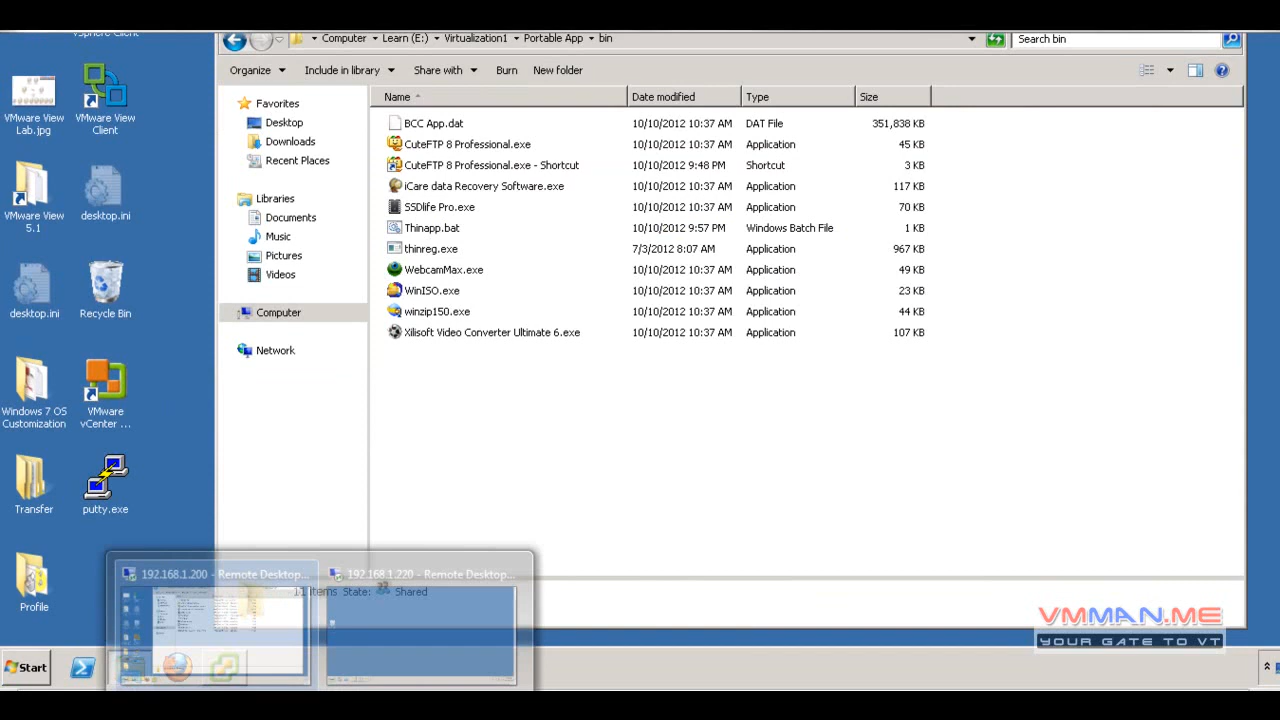 vSphere Client
Computer
Learn (E:)
Virtualization1
Portable App
bin
Search bin
Organize
Include in library
Share with
Burn
New folder
VMware View Lab.jpg
VMware View Client
VMware View 5.1
desktop.ini
desktop.ini
Recycle Bin
Windows 7 OS Customization
VMware vCenter ...
Transfer
putty.exe
Profile
Favorites
Desktop
Downloads
Recent Places
Libraries
Documents
Music
Pictures
Videos
Computer
Network
Name Date modified Type Size
BCC App.dat 10/10/2012 10:37 AM DAT File 351,838 KB
CuteFTP 8 Professional.exe 10/10/2012 10:37 AM Application 45 KB
CuteFTP 8 Professional.exe - Shortcut 10/10/2012 9:48 PM Shortcut 3 KB
iCare data Recovery Software.exe 10/10/2012 10:37 AM Application 117 KB
SSDlife Pro.exe 10/10/2012 10:37 AM Application 70 KB
Thinapp.bat 10/10/2012 9:57 PM Windows Batch File 1 KB
thinreg.exe 7/3/2012 8:07 AM Application 967 KB
WebcamMax.exe 10/10/2012 10:37 AM Application 49 KB
WinISO.exe 10/10/2012 10:37 AM Application 23 KB
winzip150.exe 10/10/2012 10:37 AM Application 44 KB
Xilisoft Video Converter Ultimate 6.exe 10/10/2012 10:37 AM Application 107 KB
192.168.1.200 - Remote Desktop...
192.168.1.220 - Remote Desktop...
11 items State: Shared
VMMAN.ME
YOUR GATE TO VT
Start